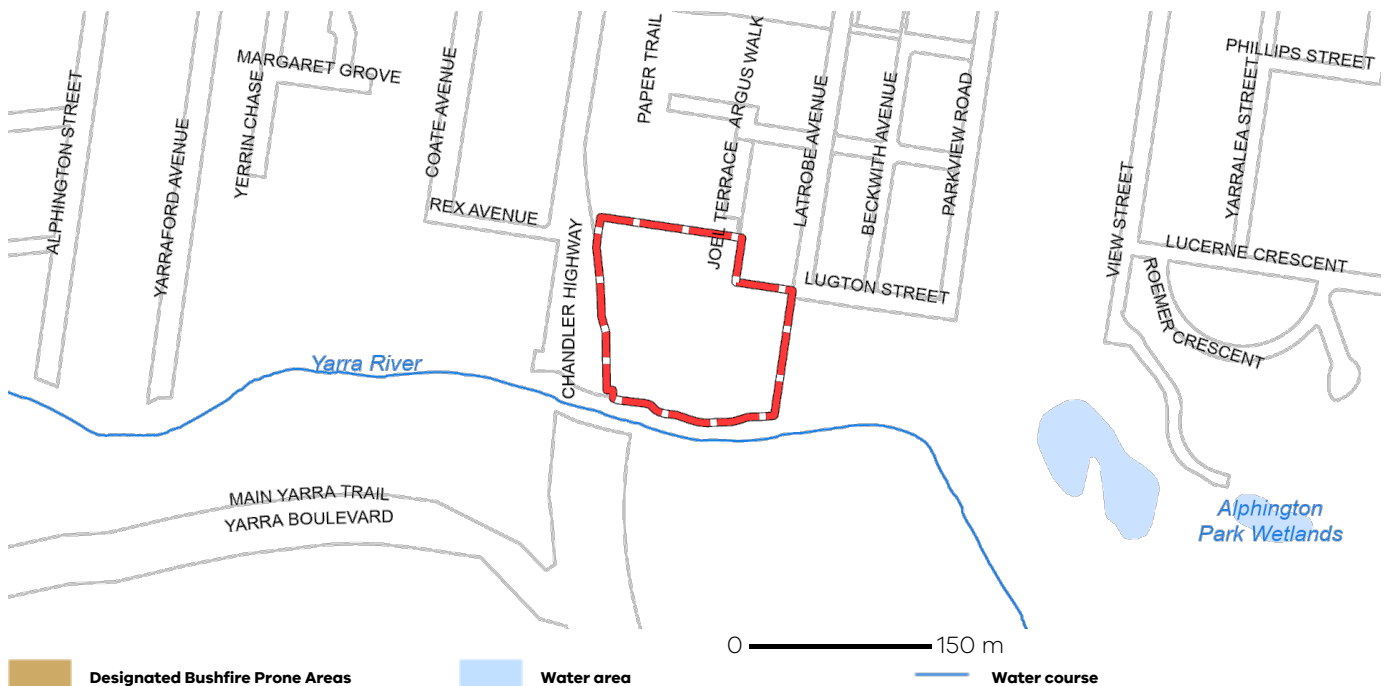 PHILLIPS STREET
MARGARET GROVE
ALPHINGTON STREET
YARRAFORD AVENUE
YERRIN CHASE
COATE AVENUE
PAPER TRAIL
ARGUS WALK
JOEL TERRACE
LATROBE AVENUE
BECKWITH AVENUE
PARKVIEW ROAD
VIEW STREET
YARRALEA STREET
REX AVENUE
CHANDLER HIGHWAY
LUCERNE CRESCENT
LUGTON STREET
ROEMER CRESCENT
Yarra River
MAIN YARRA TRAIL
YARRA BOULEVARD
Alphington
Park Wetlands
0 150 m
Designated Bushfire Prone Areas
Water area
Water course